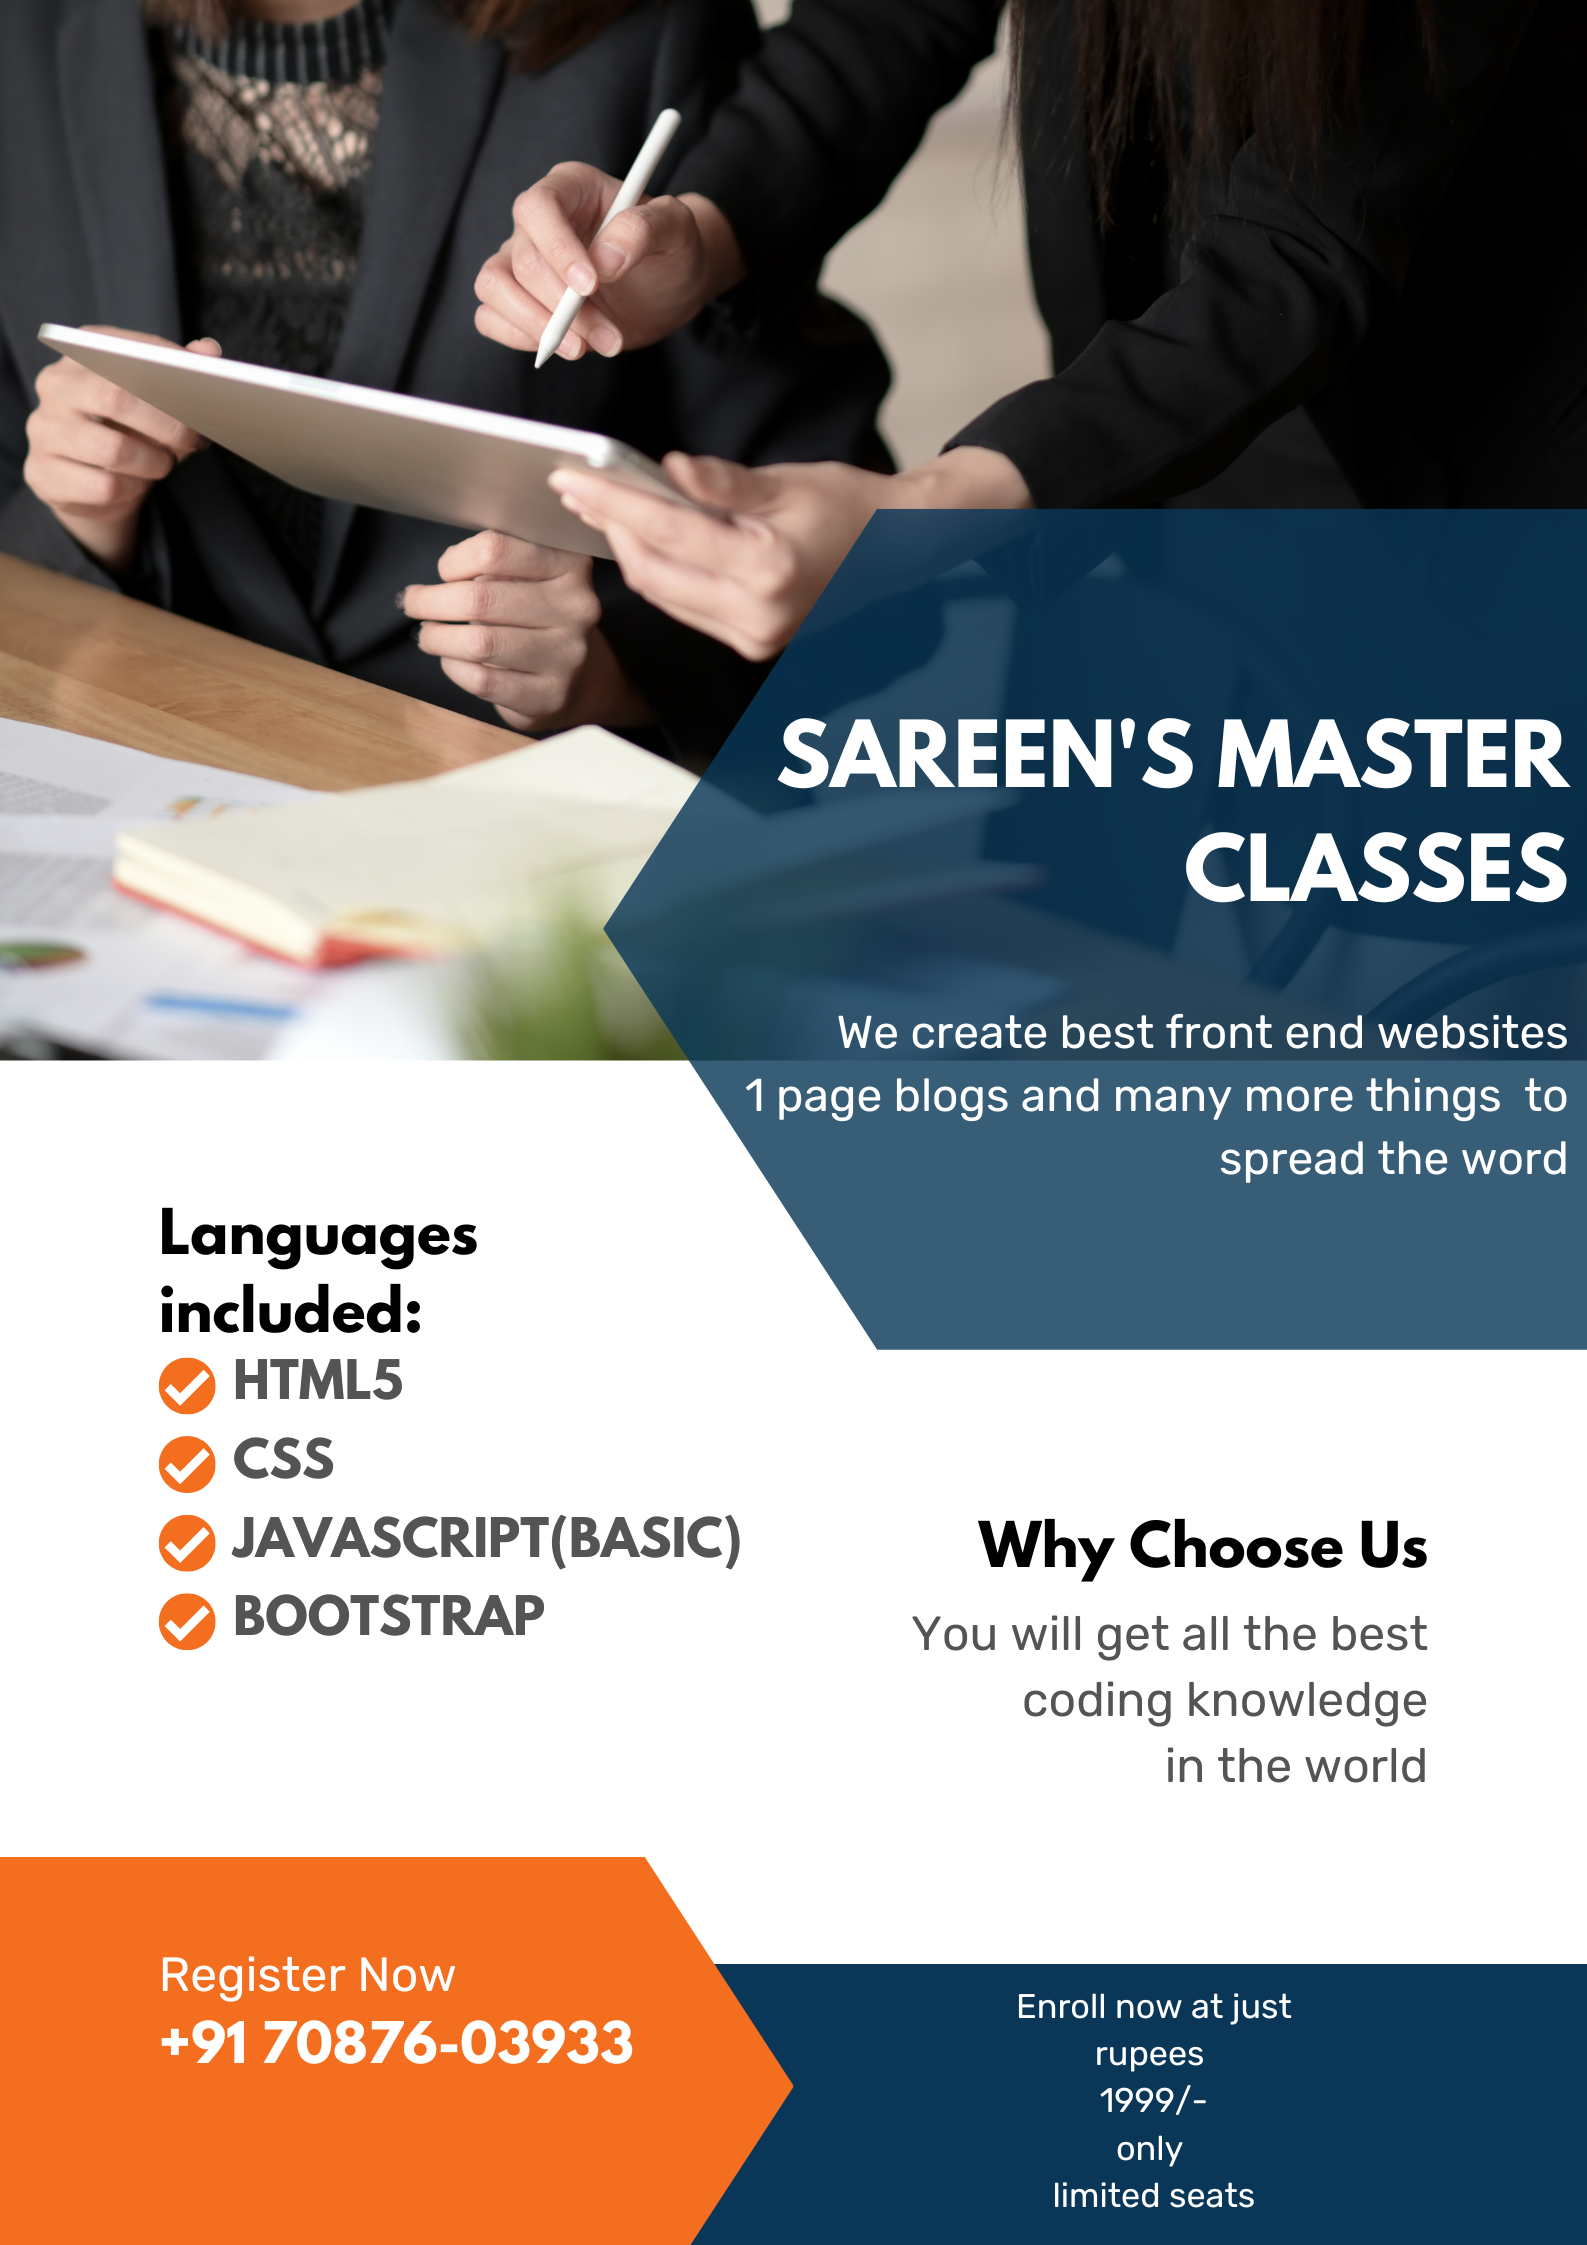 SAREEN'S MASTER
CLASSES
We create best front end websites
1 page blogs and many more things to
spread the word
Languages
included:
HTML5
CSS
JAVASCRIPT(BASIC)
BOOTSTRAP
Why Choose Us
You will get all the best
coding knowledge
in the world
Register Now
+91 70876-03933
Enroll now at just
rupees
1999/-
only
limited seats